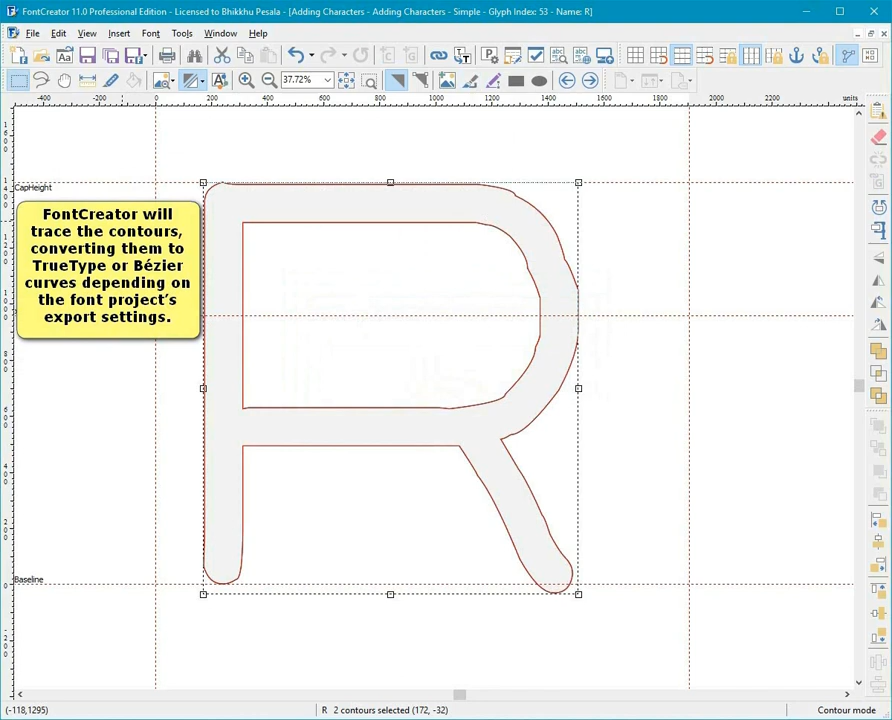 FontCreator 11.0 Professional Edition - Licensed to Bhikkhu Pesala - [Adding Characters - Adding Characters - Simple - Glyph Index: 53 - Name: R]
File Edit View Insert Font Tools Window Help
37.72%
-400 -200 0 200 400 600 800 1000 1200 1400 1600 2000 2200 units
CapHeight
FontCreator will
trace the contours,
converting them to
TrueType or Bézier
curves depending on
the font project's
export settings.
R
Baseline
(-118,1295) R 2 contours selected (172, -32) Contour mode